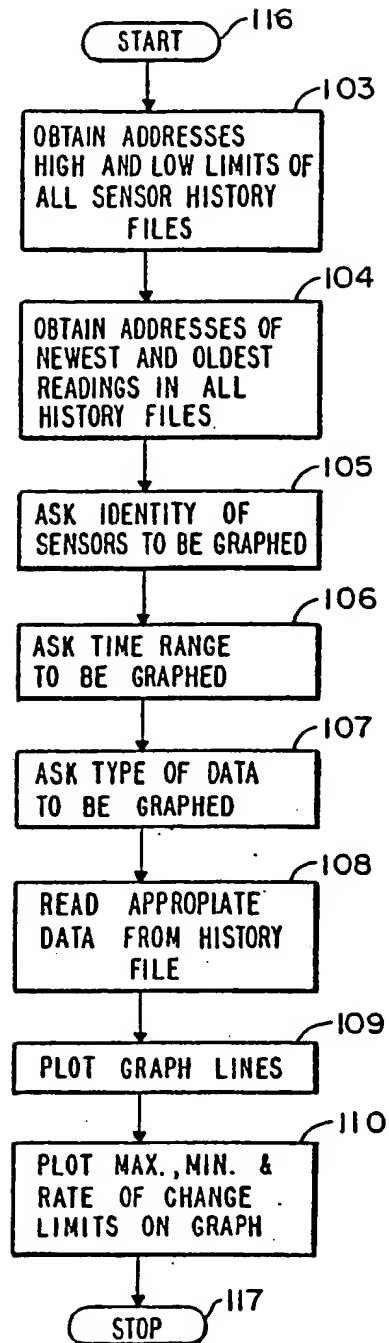 START
116
103
OBTAIN ADDRESSES
HIGH AND LOW LIMITS OF
ALL SENSOR HISTORY
FILES
104
OBTAIN ADDRESSES OF
NEWEST AND OLDEST
READINGS IN ALL
HISTORY FILES
105
ASK IDENTITY OF
SENSORS TO BE GRAPHED
106
ASK TIME RANGE
TO BE GRAPHED
107
ASK TYPE OF DATA
TO BE GRAPHED
108
READ APPROPIATE
DATA FROM HISTORY
FILE
109
PLOT GRAPH LINES
110
PLOT MAX., MIN. &
RATE OF CHANGE
LIMITS ON GRAPH
117
STOP